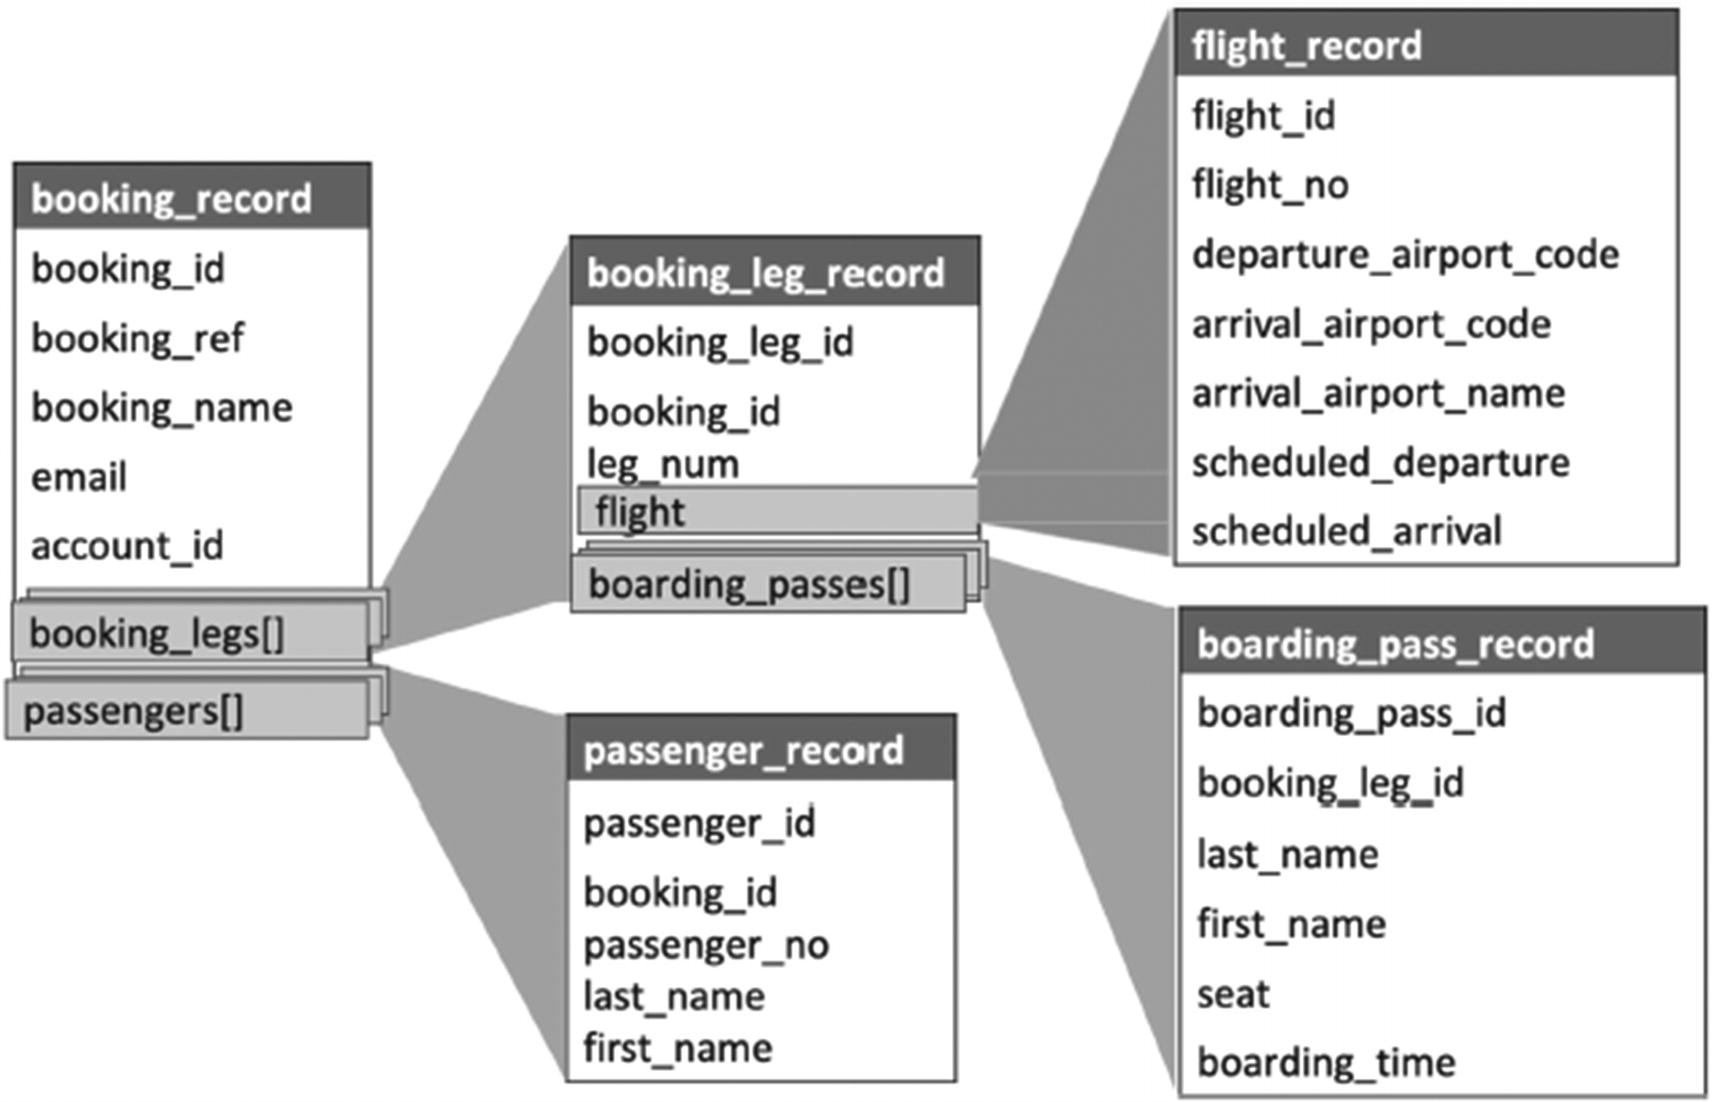 booking_record
booking_id
booking_ref
booking_name
email
account_id
booking_legs[]
passengers[]
booking_leg_record
booking_leg_id
booking_id
leg_num
flight
boarding_passes[]
passenger_record
passenger_id
booking_id
passenger_no
last_name
first_name
flight_record
flight_id
flight_no
departure_airport_code
arrival_airport_code
arrival_airport_name
scheduled_departure
scheduled_arrival
boarding_pass_record
boarding_pass_id
booking_leg_id
last_name
first_name
seat
boarding_time